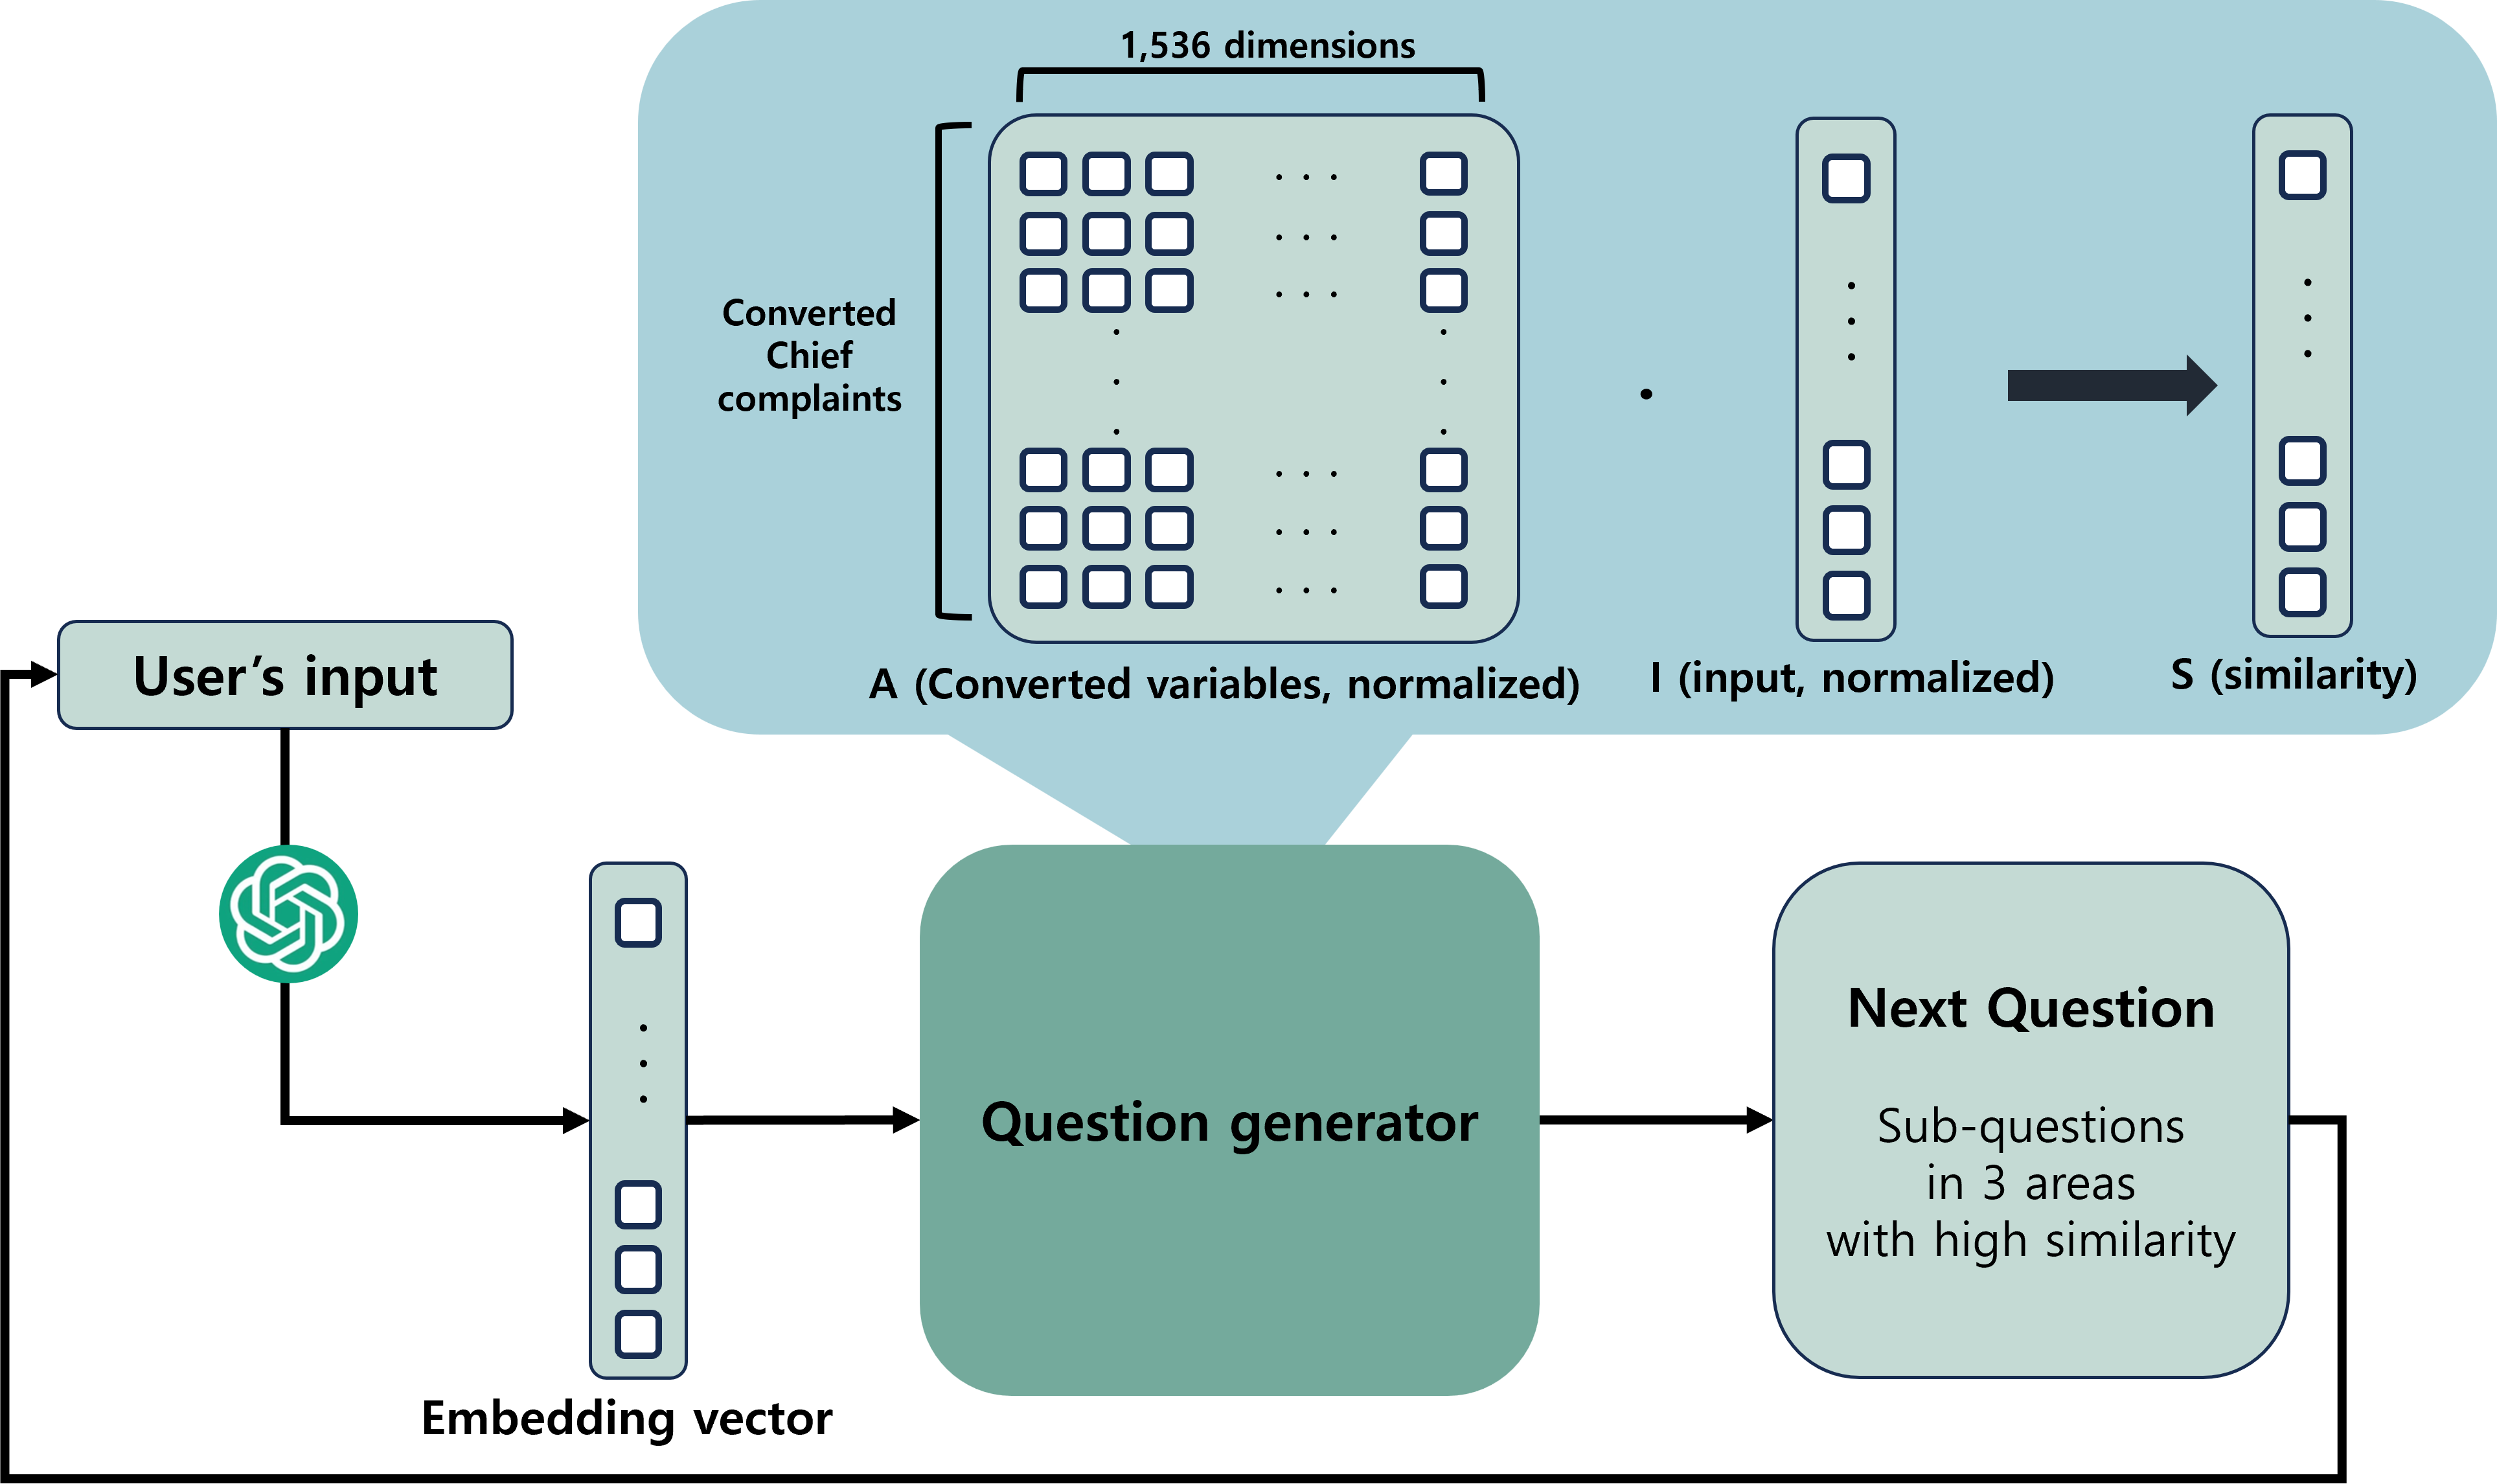 1,536 dimensions
Converted
Chief
complaints
A (Converted variables, normalized)
I (input, normalized)
S (similarity)
User’s input
Embedding vector
Question generator
Next Question
Sub-questions
in 3 areas
with high similarity